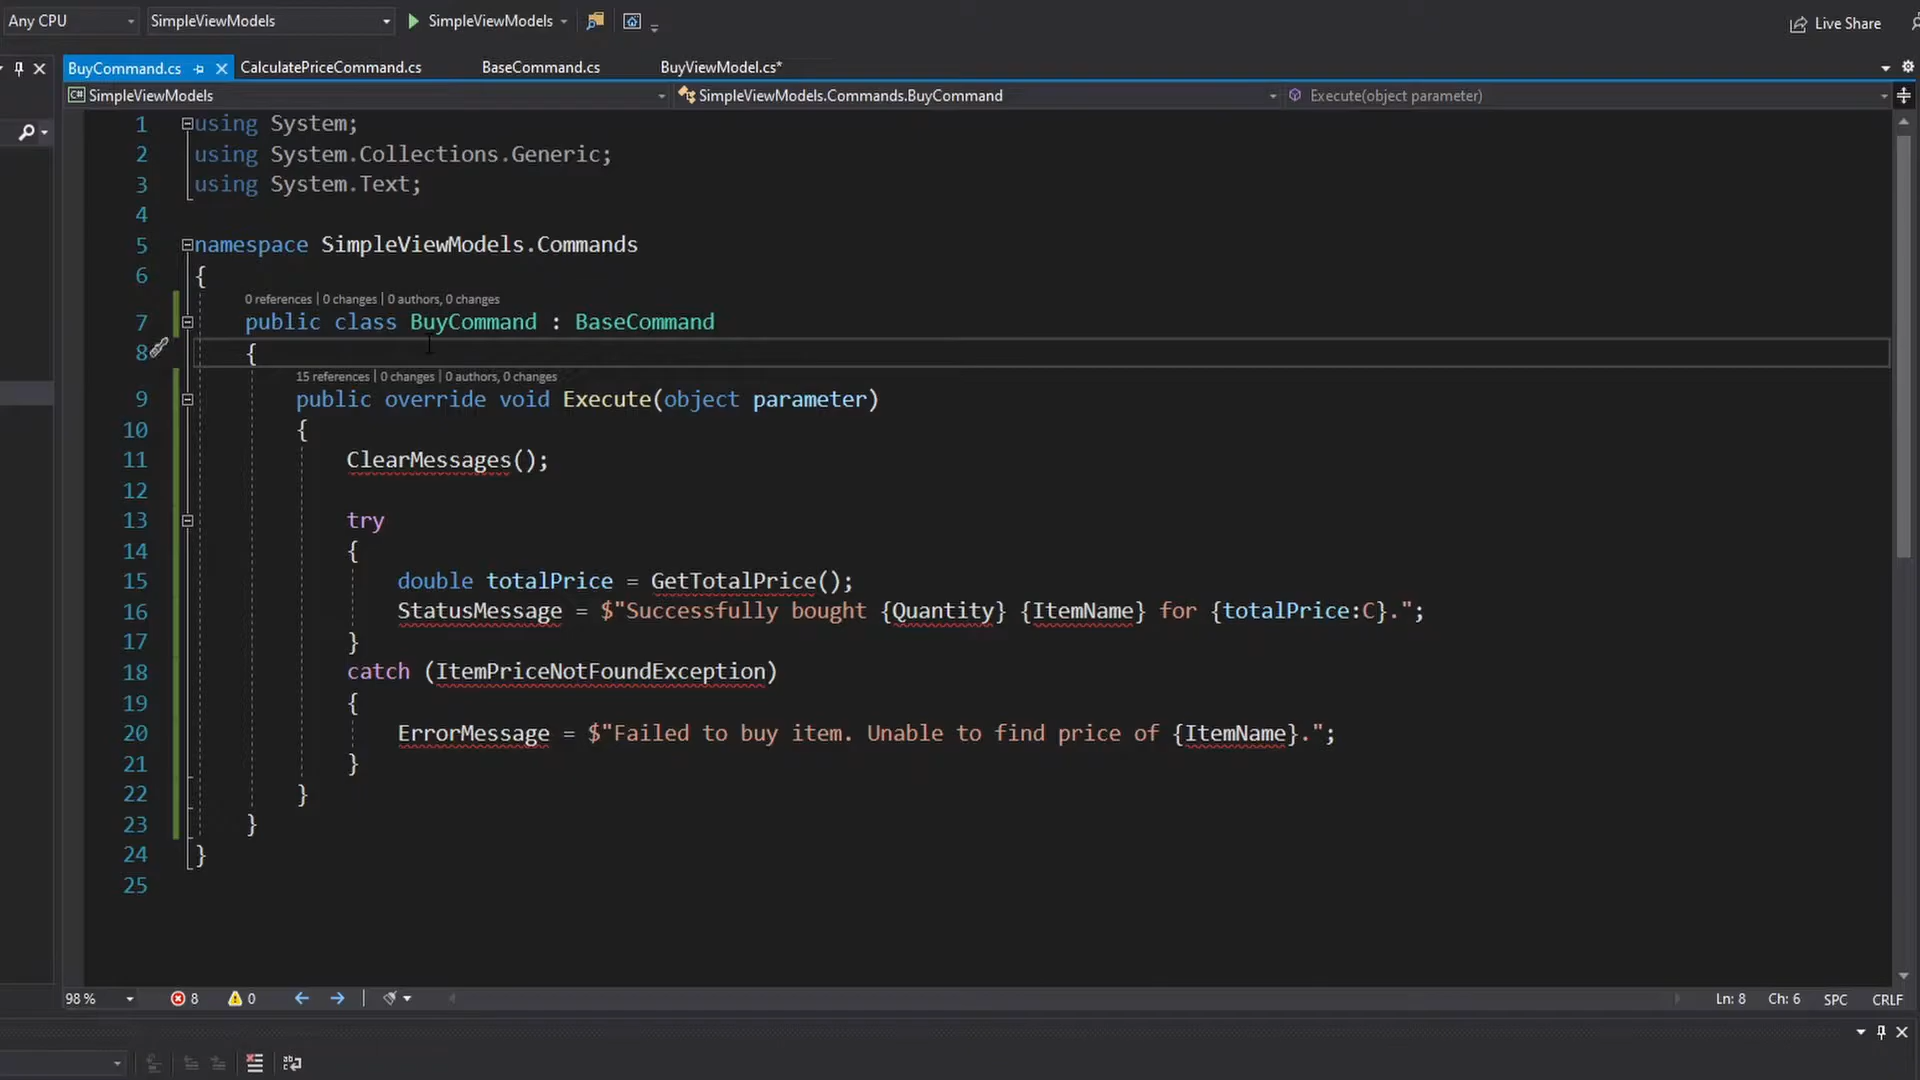 Any CPU SimpleViewModels SimpleViewModels Live Share
BuyCommand.cs CalculatePriceCommand.cs BaseCommand.cs BuyViewModel.cs*
SimpleViewModels SimpleViewModels.Commands.BuyCommand Execute(object parameter)
1 using System;
2 using System.Collections.Generic;
3 using System.Text;
4
5 namespace SimpleViewModels.Commands
6 {
0 references | 0 changes | 0 authors, 0 changes
7 public class BuyCommand : BaseCommand
8 {
15 references | 0 changes | 0 authors, 0 changes
9 public override void Execute(object parameter)
10 {
11 ClearMessages();
12
13 try
14 {
15 double totalPrice = GetTotalPrice();
16 StatusMessage = $"Successfully bought {Quantity} {ItemName} for {totalPrice:C}.";
17 }
18 catch (ItemPriceNotFoundException)
19 {
20 ErrorMessage = $"Failed to buy item. Unable to find price of {ItemName}.";
21 }
22 }
23 }
24 }
25
98 % 8 0 Ln: 8 Ch: 6 SPC CRLF